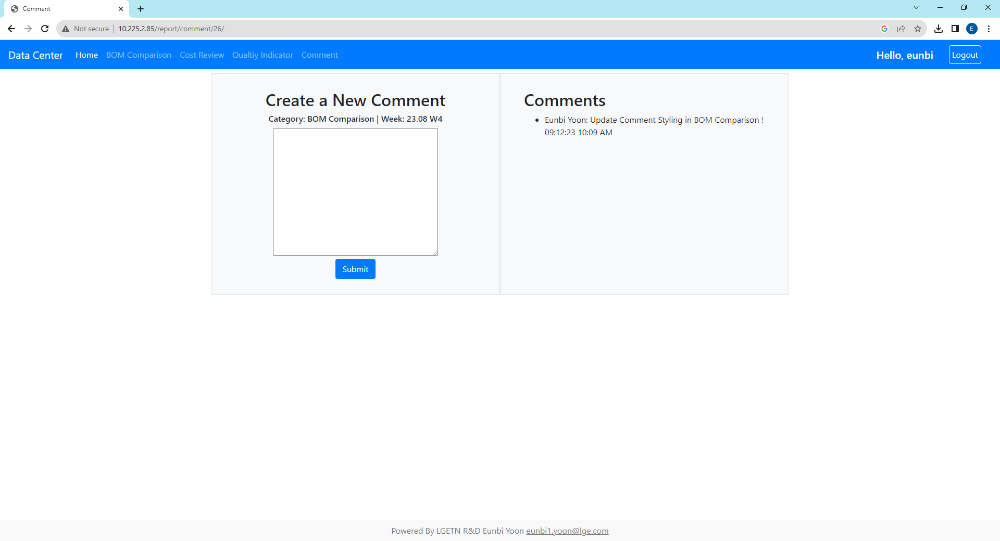 Comment
Not secure
10.225.2.85/report/comment/26/
E
Data Center Home BOM Comparison Cost Review Qualtiy Indicator Comment Hello, eunbi Logout
Create a New Comment
Category: BOM Comparison | Week: 23.08 W4
Submit
Comments
Eunbi Yoon: Update Comment Styling in BOM Comparison !
09:12:23 10:09 AM
Powered By LGETN R&D Eunbi Yoon eunbi1.yoon@lge.com